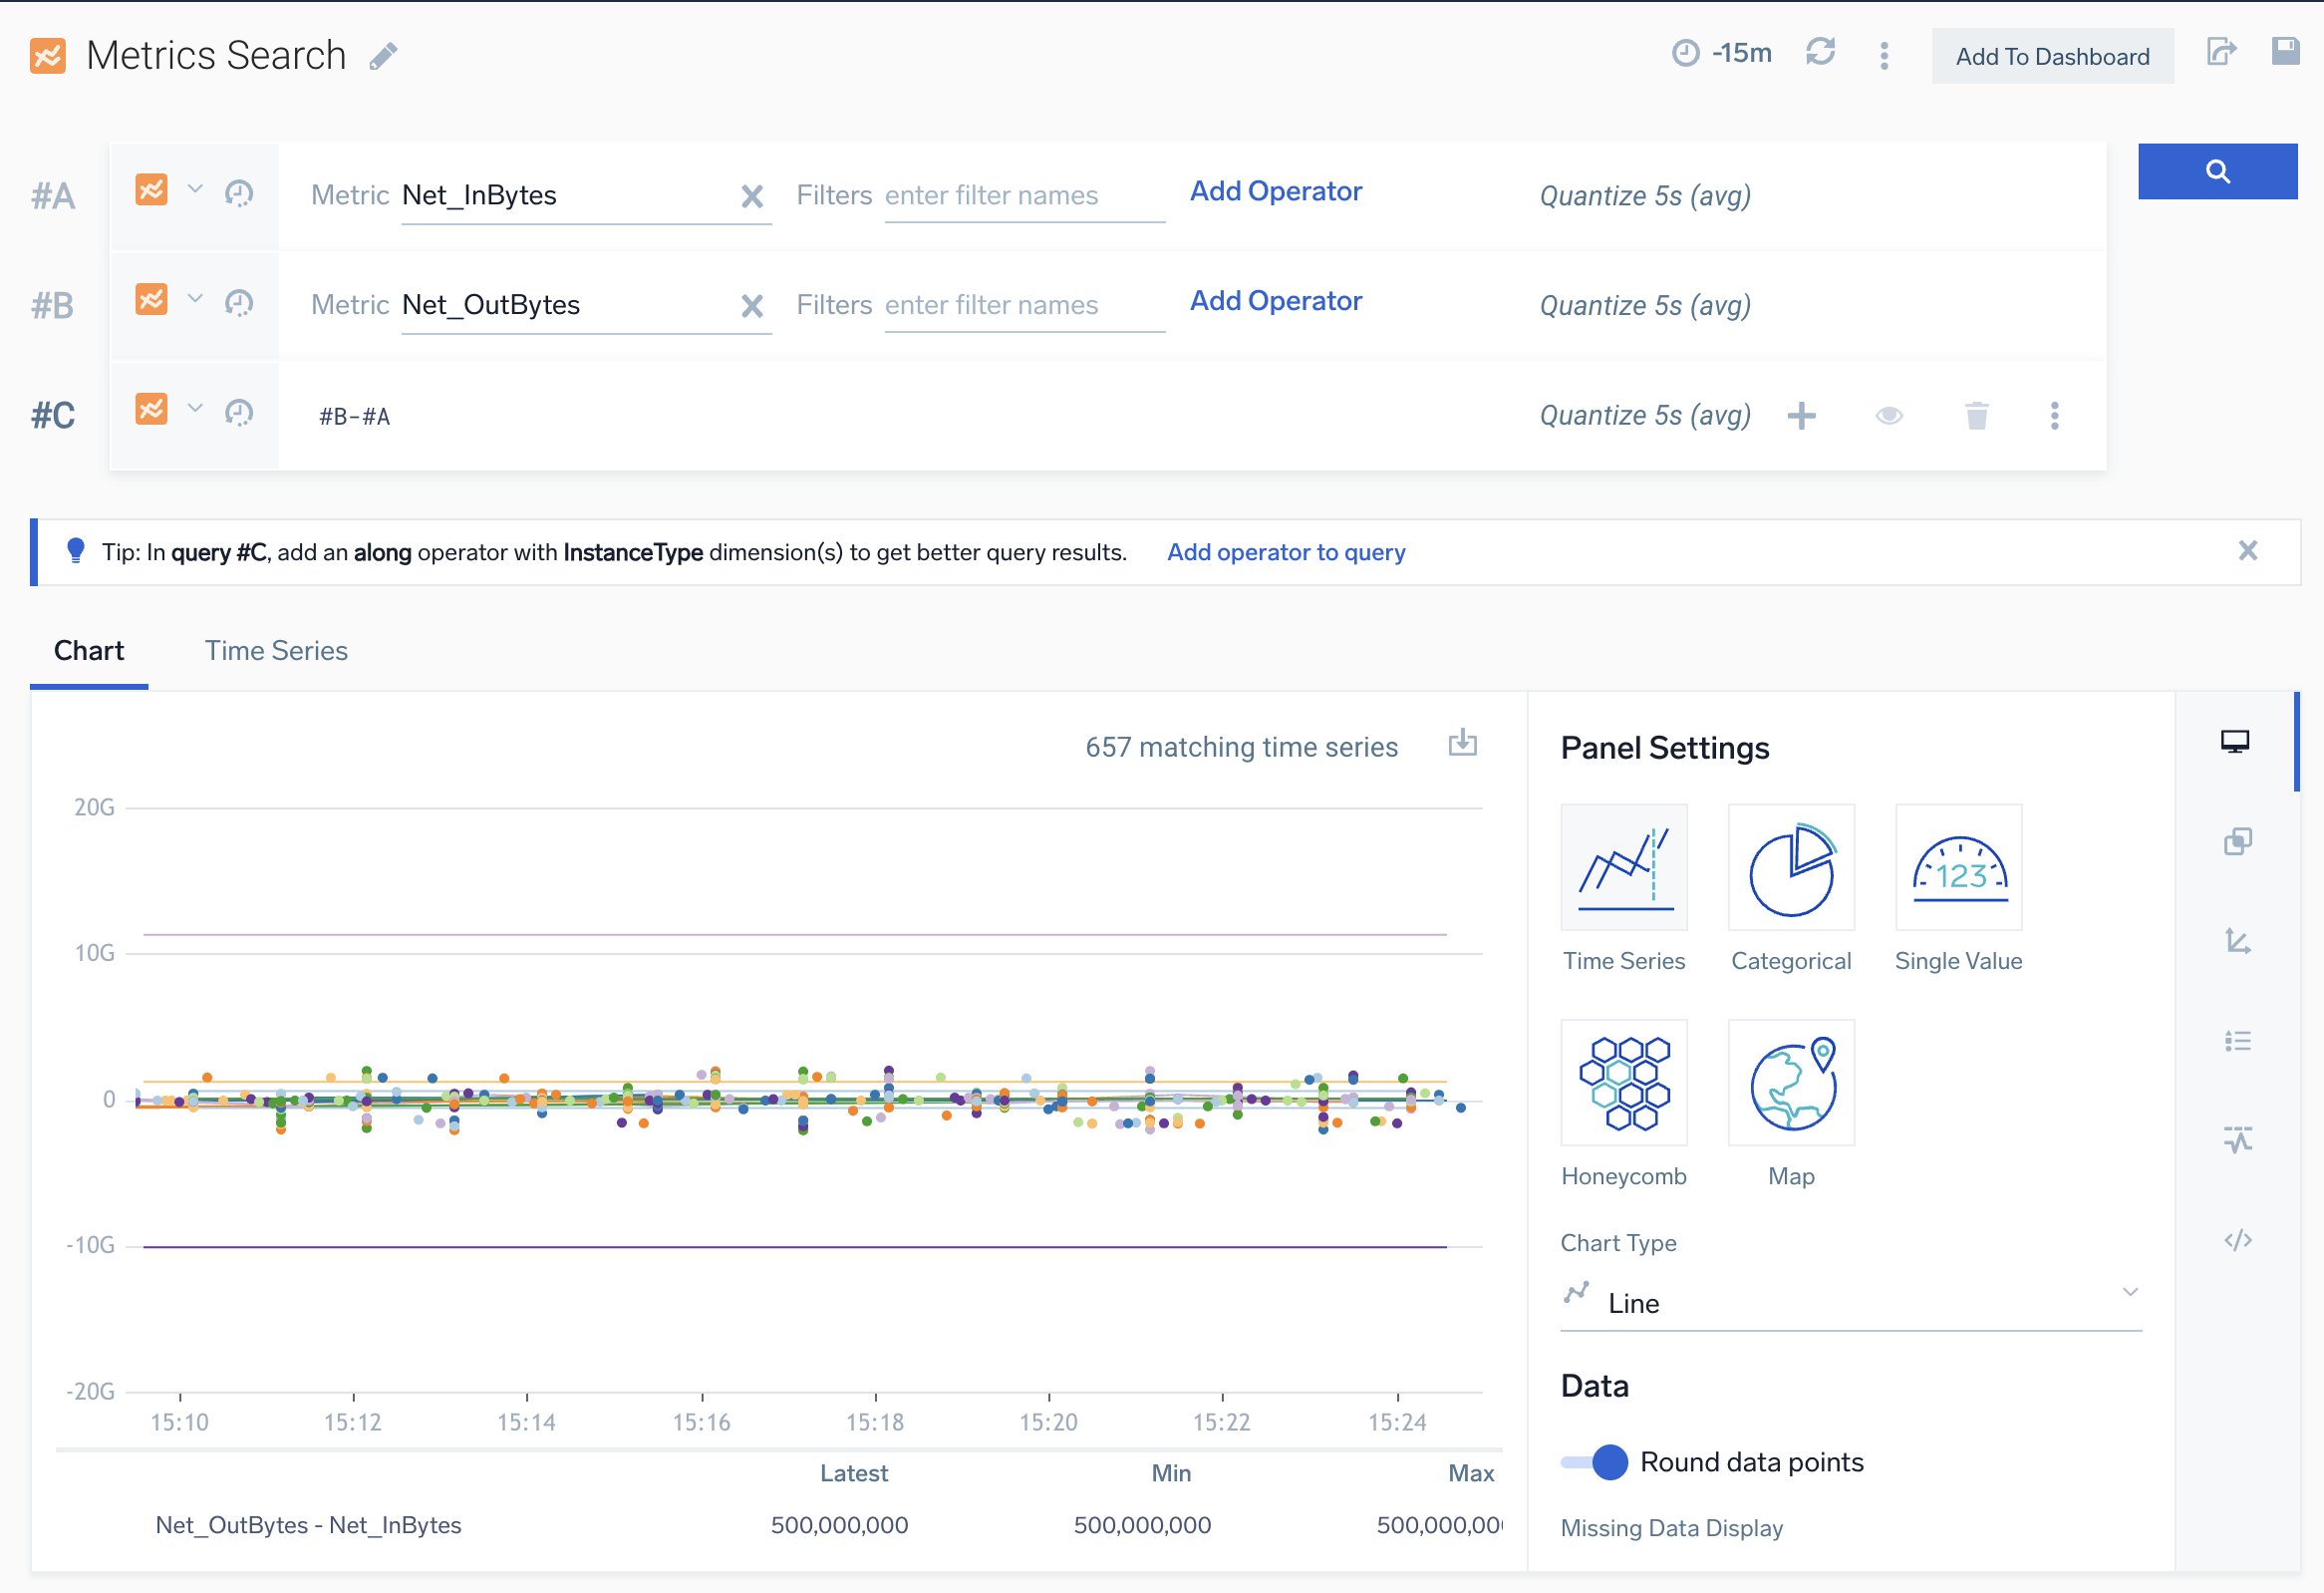 Metrics Search
-15m
Add To Dashboard
#A
Metric Net_InBytes
Filters enter filter names
Add Operator
Quantize 5s (avg)
#B
Metric Net_OutBytes
Filters enter filter names
Add Operator
Quantize 5s (avg)
#C
#B-#A
Quantize 5s (avg)
Tip: In query #C, add an along operator with InstanceType dimension(s) to get better query results.
Add operator to query
Chart
Time Series
657 matching time series
20G
10G
0
-10G
-20G
15:10 15:12 15:14 15:16 15:18 15:20 15:22 15:24
Latest Min Max
Net_OutBytes - Net_InBytes 500,000,000 500,000,000 500,000,00
Panel Settings
123
Time Series
Categorical
Single Value
Honeycomb
Map
Chart Type
Line
Data
Round data points
Missing Data Display